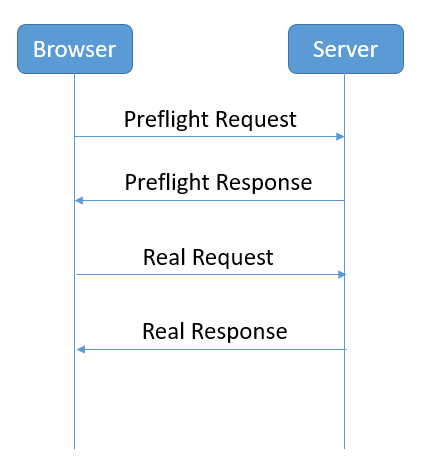 Browser
Server
Preflight Request
Preflight Response
Real Request
Real Response